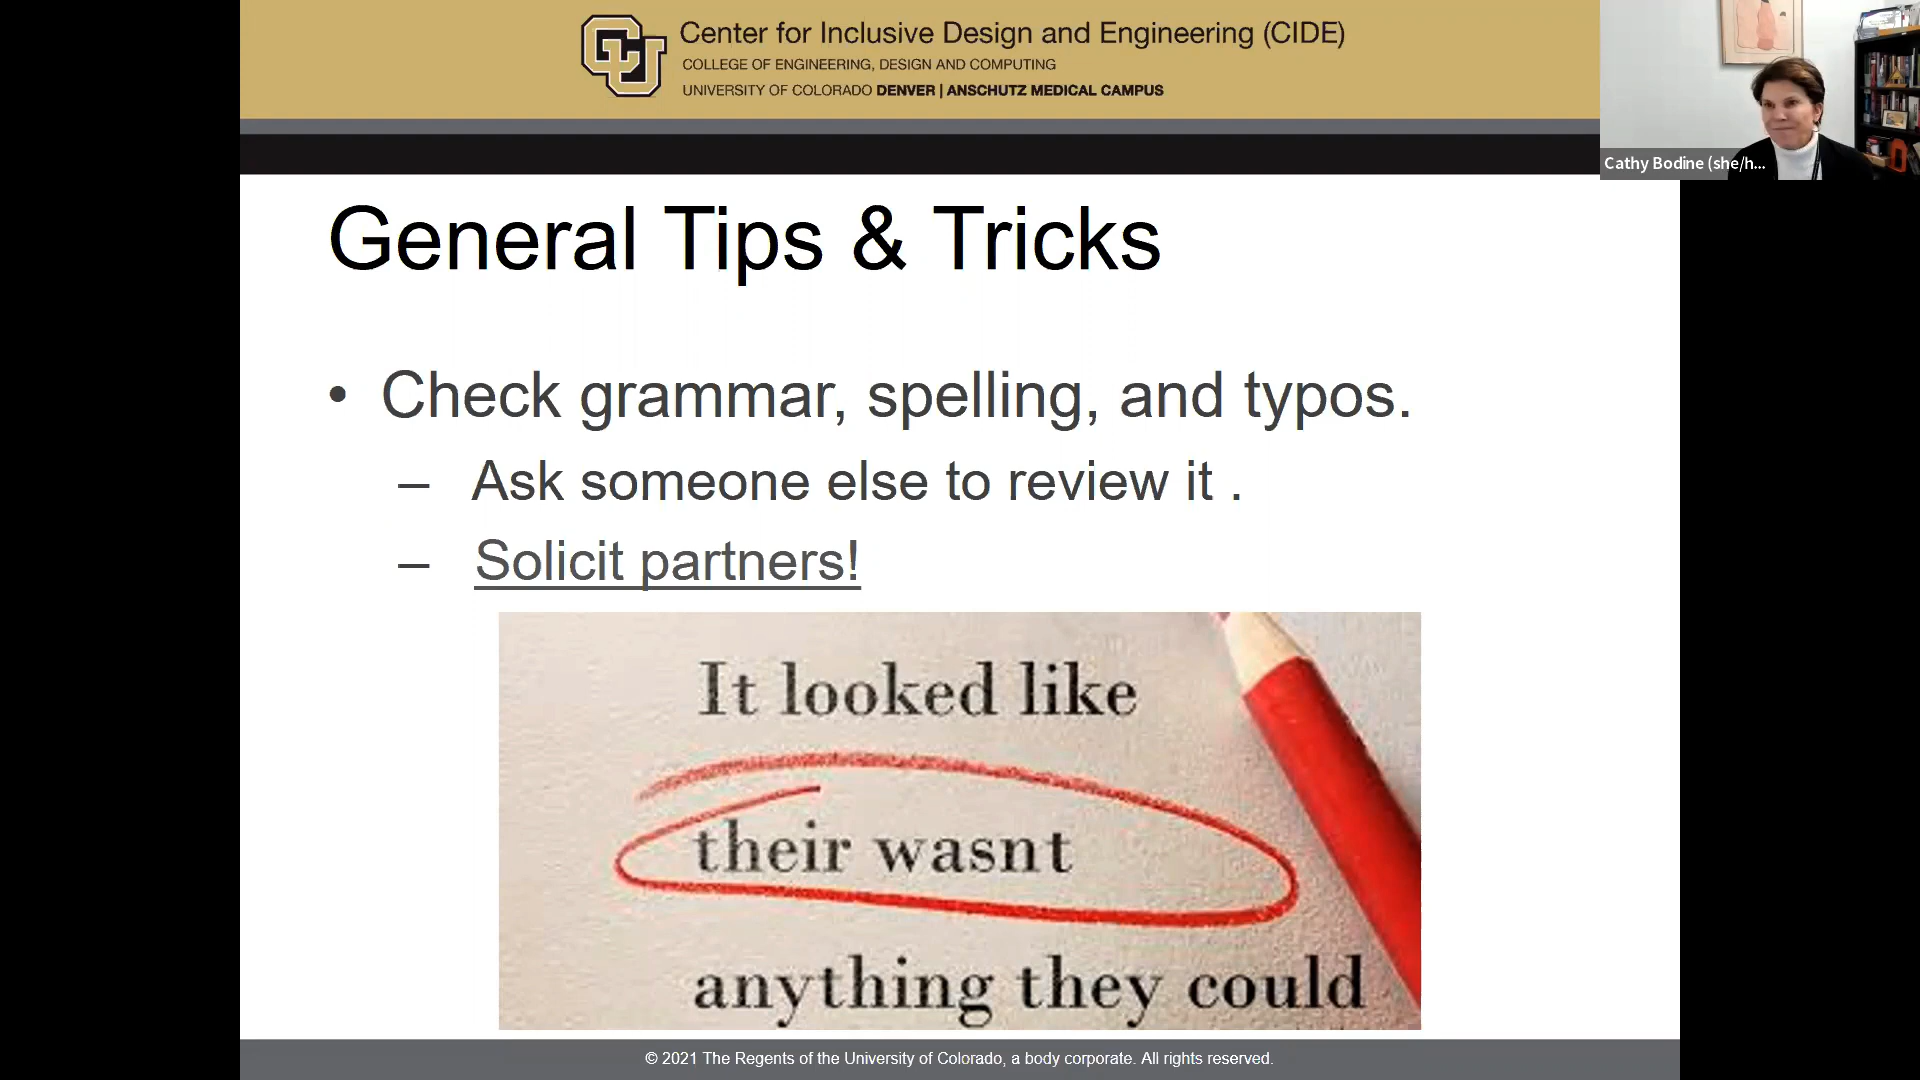 Center for Inclusive Design and Engineering (CIDE)
COLLEGE OF ENGINEERING, DESIGN AND COMPUTING
UNIVERSITY OF COLORADO DENVER | ANSCHUTZ MEDICAL CAMPUS
Cathy Bodine (she/h...
General Tips & Tricks
• Check grammar, spelling, and typos.
– Ask someone else to review it .
– Solicit partners!
It looked like
their wasnt
anything they could
© 2021 The Regents of the University of Colorado, a body corporate. All rights reserved.